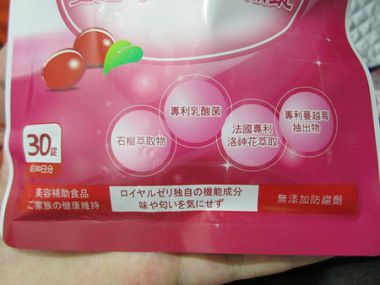 專利乳酸菌
專利蔓越莓
抽出物
石榴萃取物
法國專利
洛神花萃取
30錠
美容補助食品
ご家族の健康維持
ロイヤルゼリ独自の機能成分
味や匂いを気にせず
無添加防腐劑